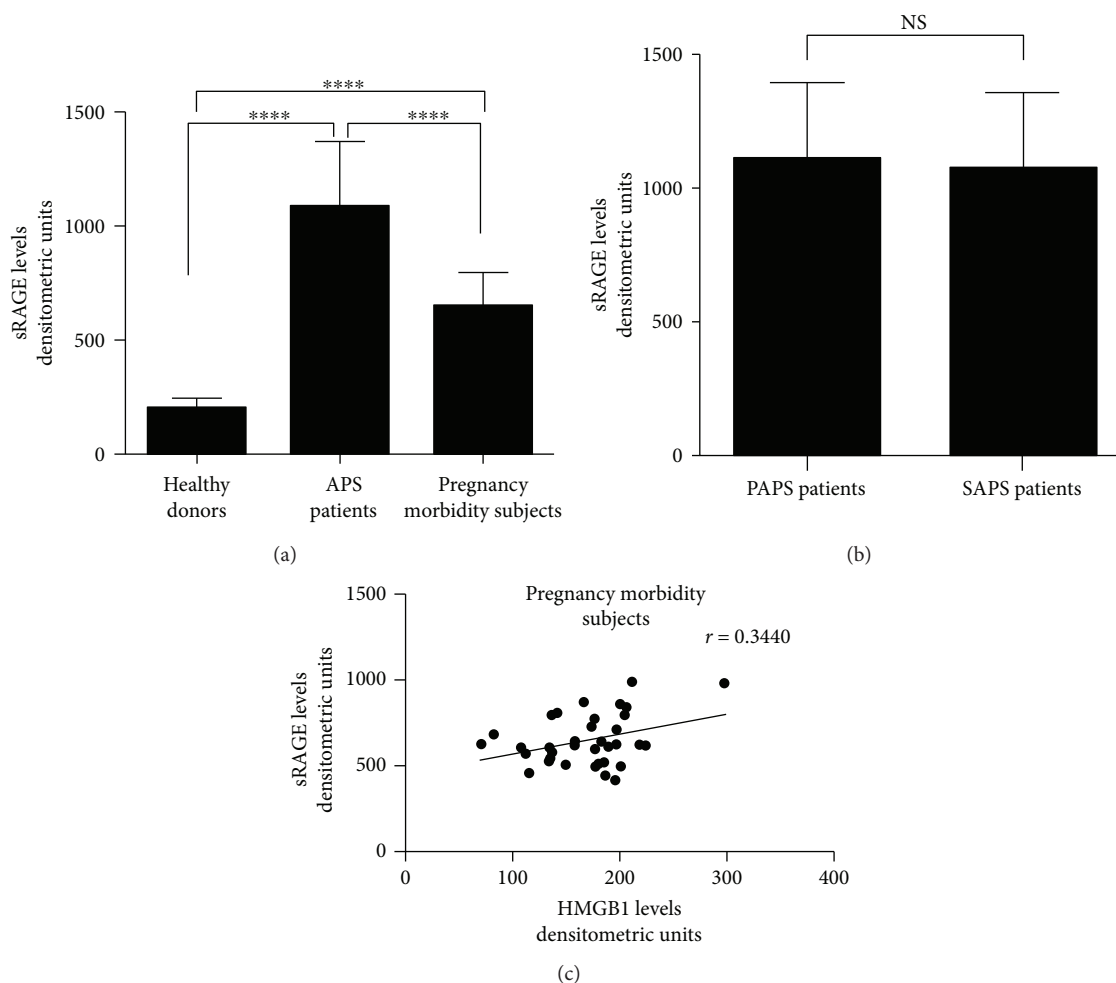 ****
****
****
1500
1000
500
0
sRAGE levels
densitometric units
Healthy
donors
APS
patients
Pregnancy
morbidity subjects
(a)
NS
1500
1000
500
0
sRAGE levels
densitometric units
PAPS patients
SAPS patients
(b)
Pregnancy morbidity
subjects
r = 0.3440
1500
1000
500
0
sRAGE levels
densitometric units
0
100
200
300
400
HMGB1 levels
densitometric units
(c)